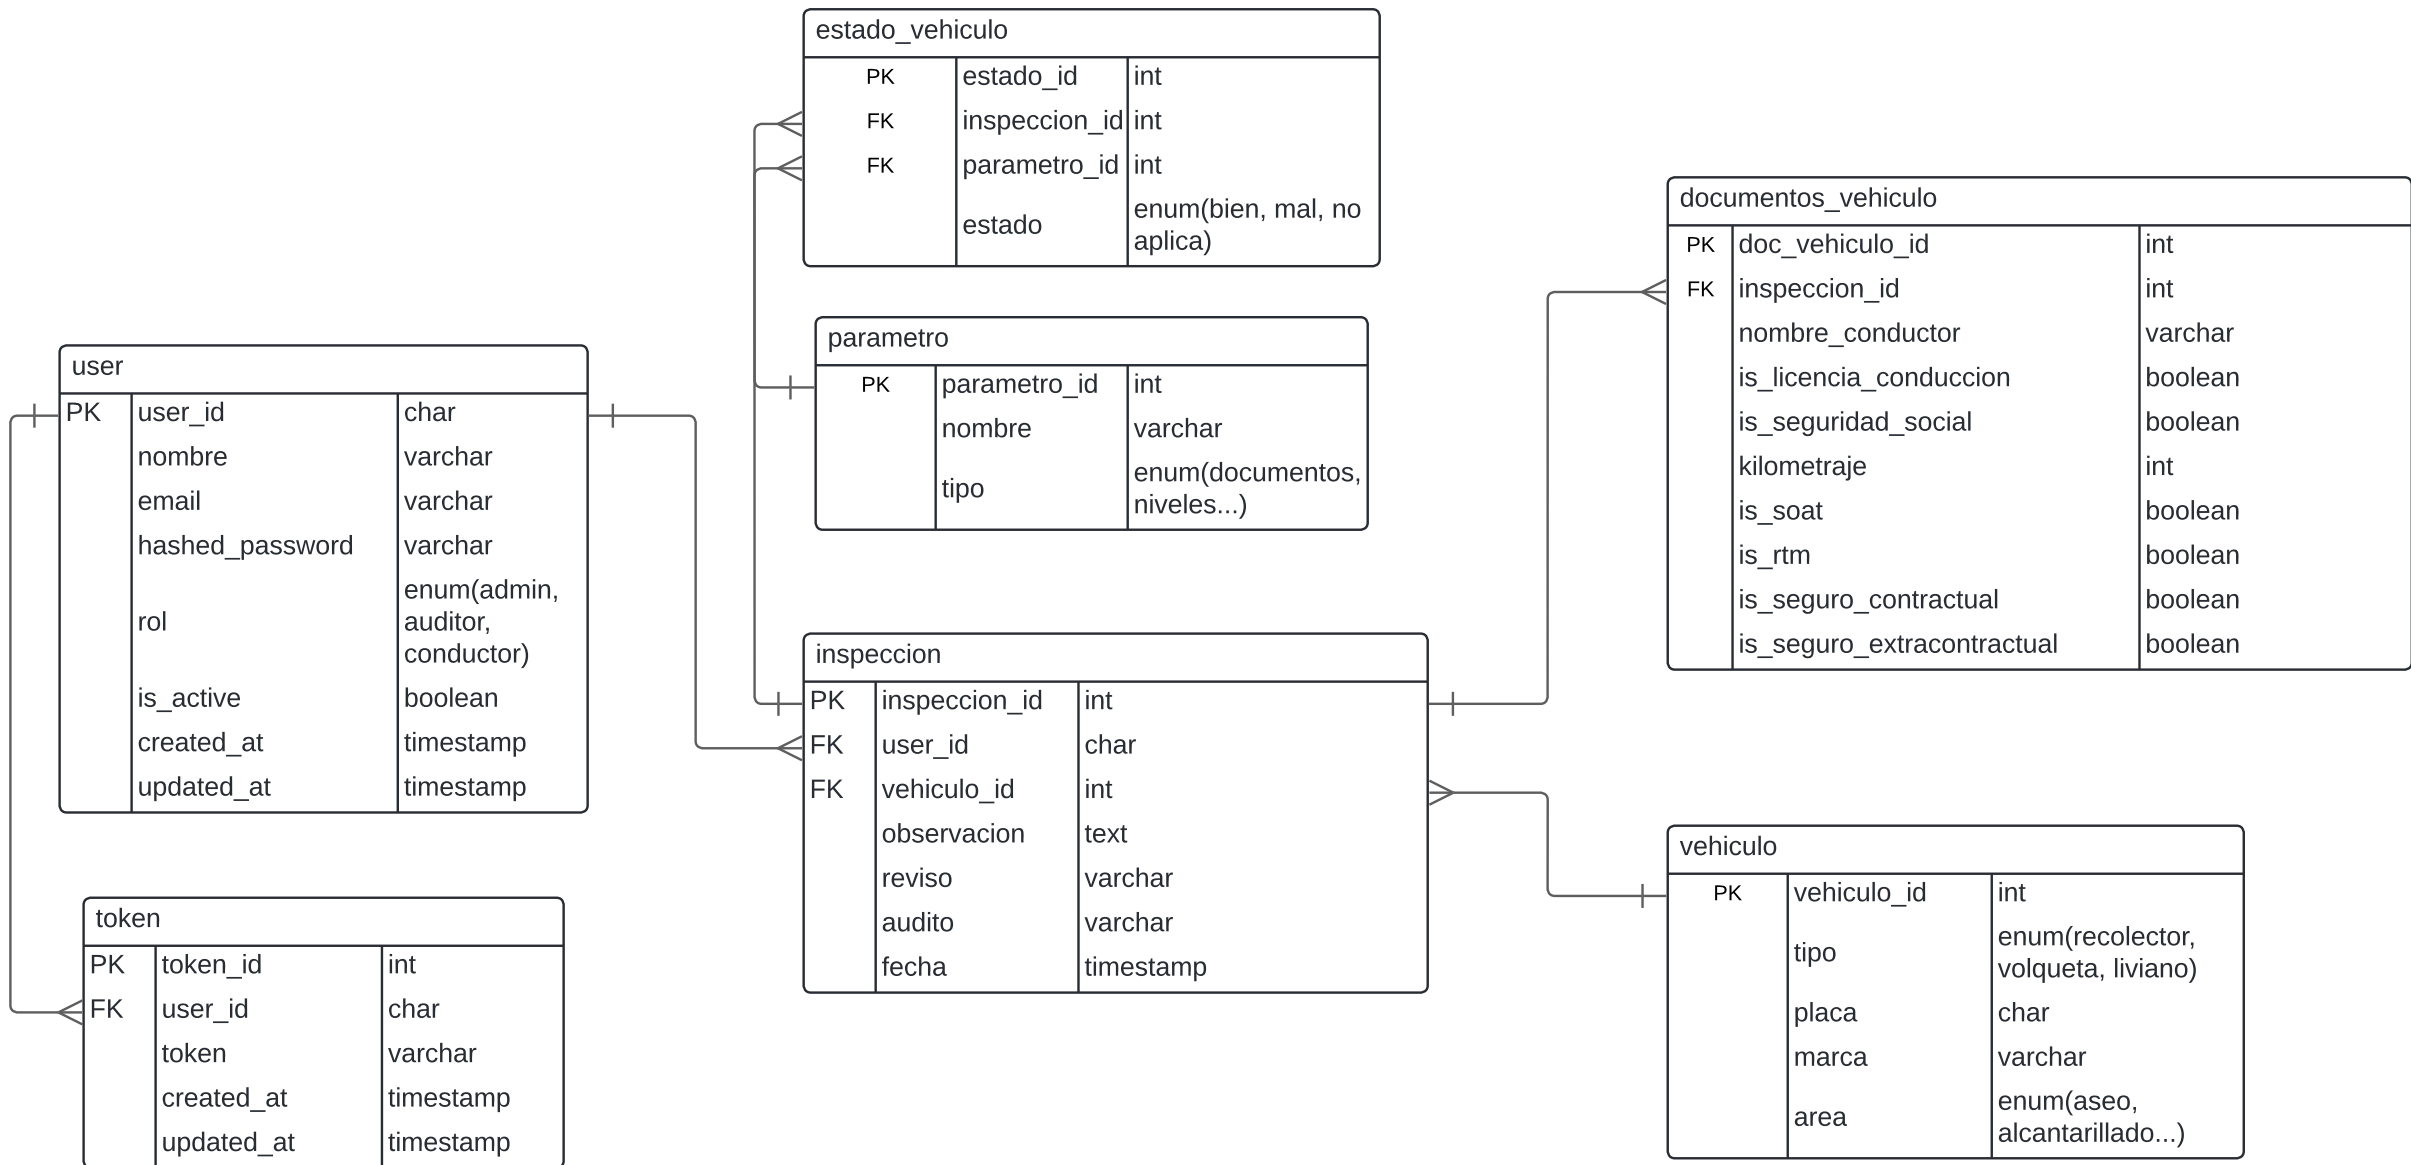 estado_vehiculo
PK estado_id int
FK inspeccion_id int
FK parametro_id int
estado enum(bien, mal, no
aplica)
documentos_vehiculo
PK doc_vehiculo_id int
FK inspeccion_id int
nombre_conductor varchar
is_licencia_conduccion boolean
is_seguridad_social boolean
kilometraje int
is_soat boolean
is_rtm boolean
is_seguro_contractual boolean
is_seguro_extracontractual boolean
parametro
PK parametro_id int
nombre varchar
tipo enum(documentos,
niveles...)
user
PK user_id char
nombre varchar
email varchar
hashed_password varchar
rol enum(admin,
auditor,
conductor)
is_active boolean
created_at timestamp
updated_at timestamp
inspeccion
PK inspeccion_id int
FK user_id char
FK vehiculo_id int
observacion text
reviso varchar
audito varchar
fecha timestamp
vehiculo
PK vehiculo_id int
tipo enum(recolector,
volqueta, liviano)
placa char
marca varchar
area enum(aseo,
alcantarillado...)
token
PK token_id int
FK user_id char
token varchar
created_at timestamp
updated_at timestamp